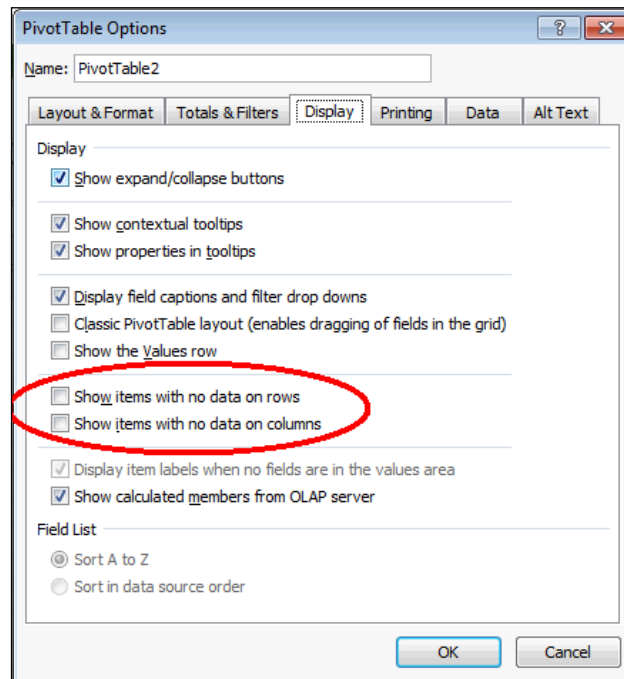 PivotTable Options
Name: PivotTable2
Layout & Format Totals & Filters Display Printing Data Alt Text
Display
Show expand/collapse buttons
Show contextual tooltips
Show properties in tooltips
Display field captions and filter drop downs
Classic PivotTable layout (enables dragging of fields in the grid)
Show the Values row
Show items with no data on rows
Show items with no data on columns
Display item labels when no fields are in the values area
Show calculated members from OLAP server
Field List
Sort A to Z
Sort in data source order
OK Cancel